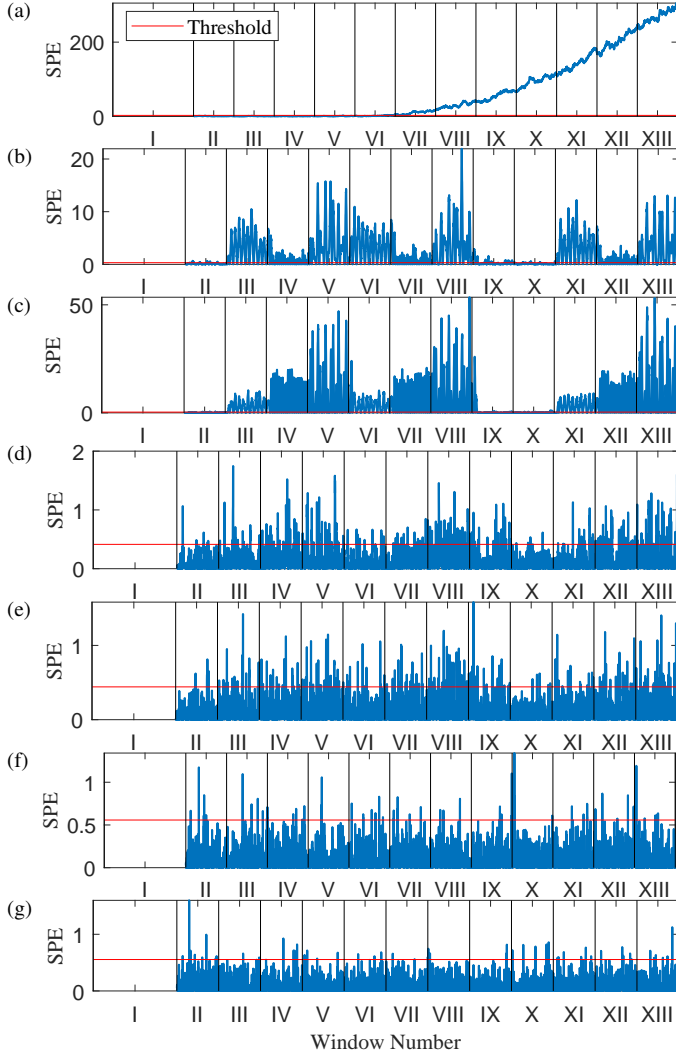 (a)
SPE
200
0
Threshold
I II III IV V VI VII VIII IX X XI XII XIII
(b)
SPE
20
10
0
I II III IV V VI VII VIII IX X XI XII XIII
(c)
SPE
50
0
I II III IV V VI VII VIII IX X XI XII XIII
(d)
SPE
2
1
0
I II III IV V VI VII VIII IX X XI XII XIII
(e)
SPE
1
0
I II III IV V VI VII VIII IX X XI XII XIII
(f)
SPE
1
0.5
0
I II III IV V VI VII VIII IX X XI XII XIII
(g)
SPE
1
0
I II III IV V VI VII VIII IX X XI XII XIII
Window Number